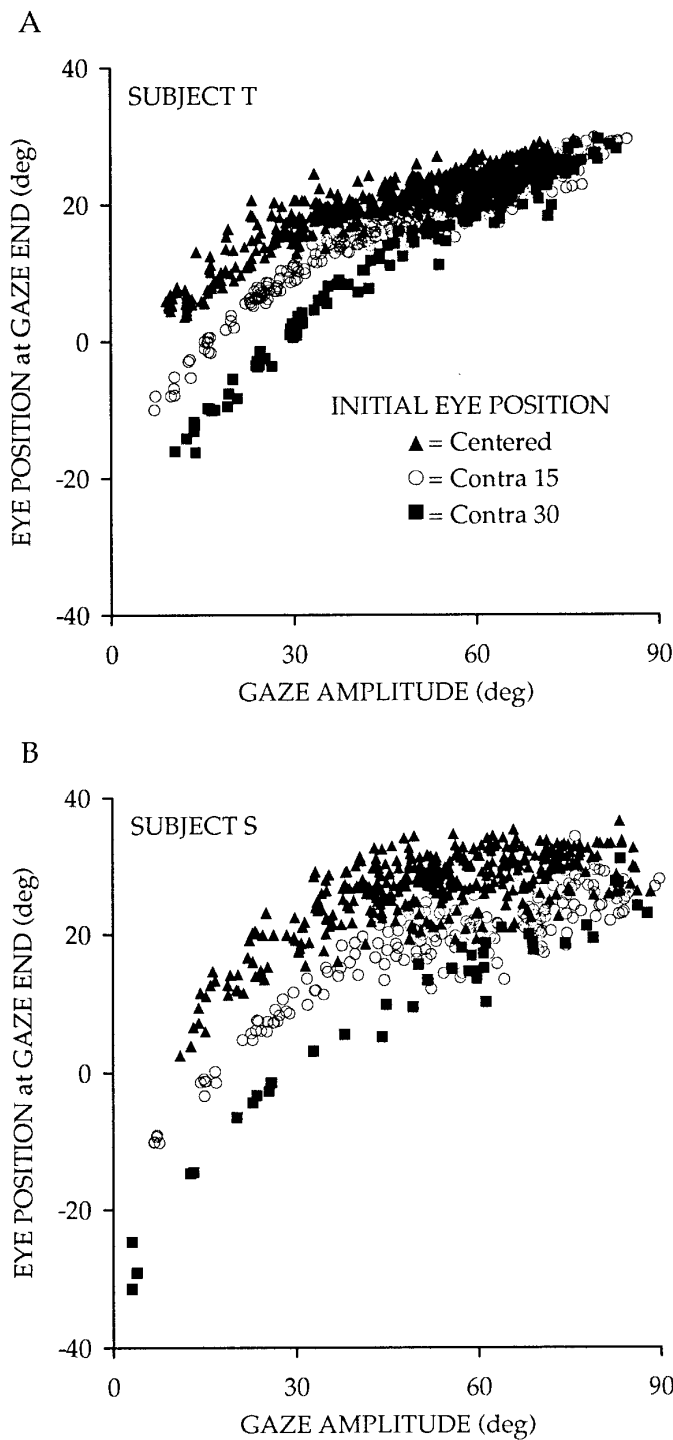 A
40
SUBJECT T
20
0
-20
-40
EYE POSITION at GAZE END (deg)
INITIAL EYE POSITION
▲ = Centered
○ = Contra 15
■ = Contra 30
0 30 60 90
GAZE AMPLITUDE (deg)
B
40
SUBJECT S
20
0
-20
-40
EYE POSITION at GAZE END (deg)
0 30 60 90
GAZE AMPLITUDE (deg)